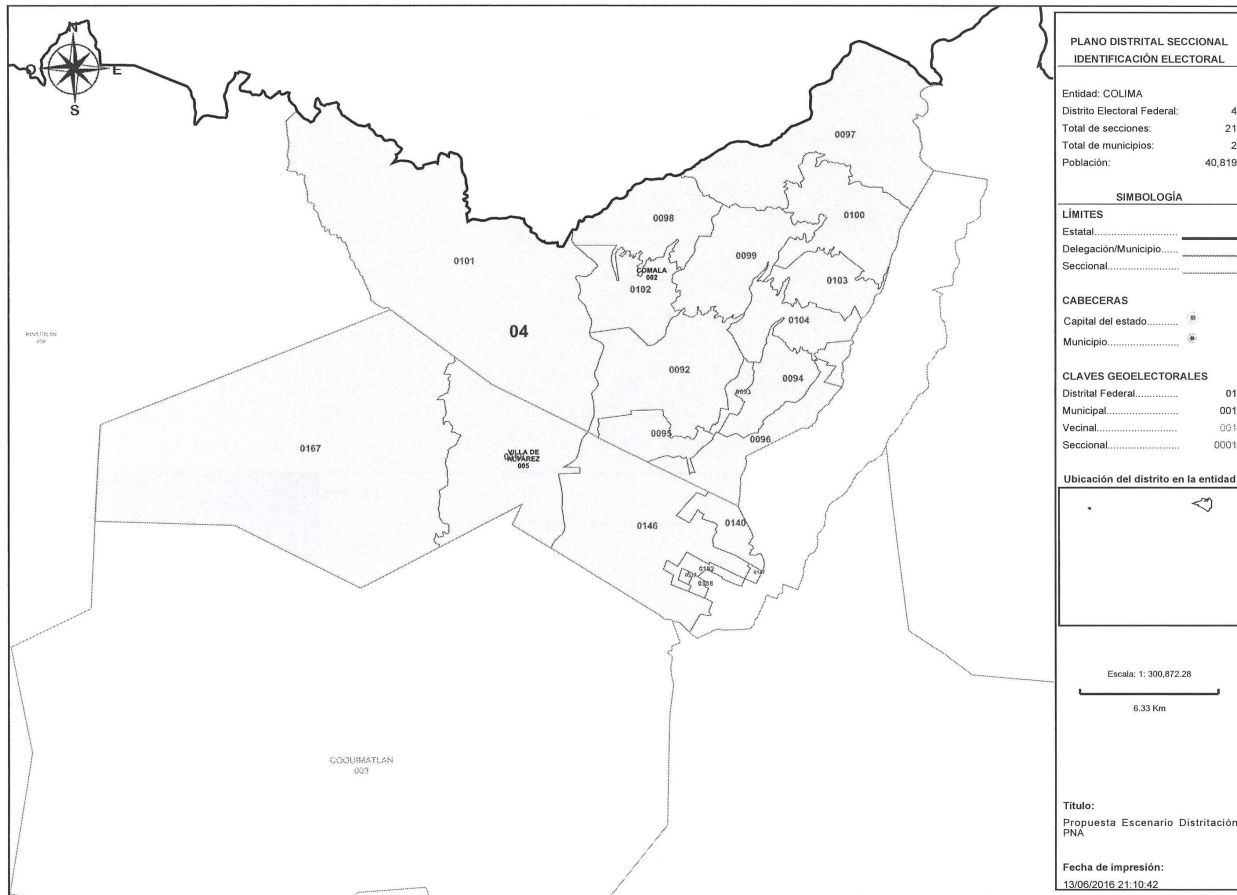 N
O
E
S
0097
0098
0100
0099
0101
COMALA
002
0102
0103
0104
04
0092
0094
0093
0095
0096
0167
VILLA DE
ALVAREZ
005
0146
0140
0182
COQUIMATLAN
003
PLANO DISTRITAL SECCIONAL
IDENTIFICACIÓN ELECTORAL
Entidad: COLIMA
Distrito Electoral Federal: 4
Total de secciones: 21
Total de municipios: 2
Población: 40,819
SIMBOLOGÍA
LÍMITES
Estatal.........................
Delegación/Municipio......
Seccional......................
CABECERAS
Capital del estado...........
Municipio.........................
CLAVES GEOELECTORALES
Distrital Federal.............. 01
Municipal........................ 001
Vecinal........................... 001
Seccional....................... 0001
Ubicación del distrito en la entidad
Escala: 1: 300,872.28
6.33 Km
Título:
Propuesta Escenario Distritación
PNA
Fecha de impresión:
13/06/2016 21:10:42